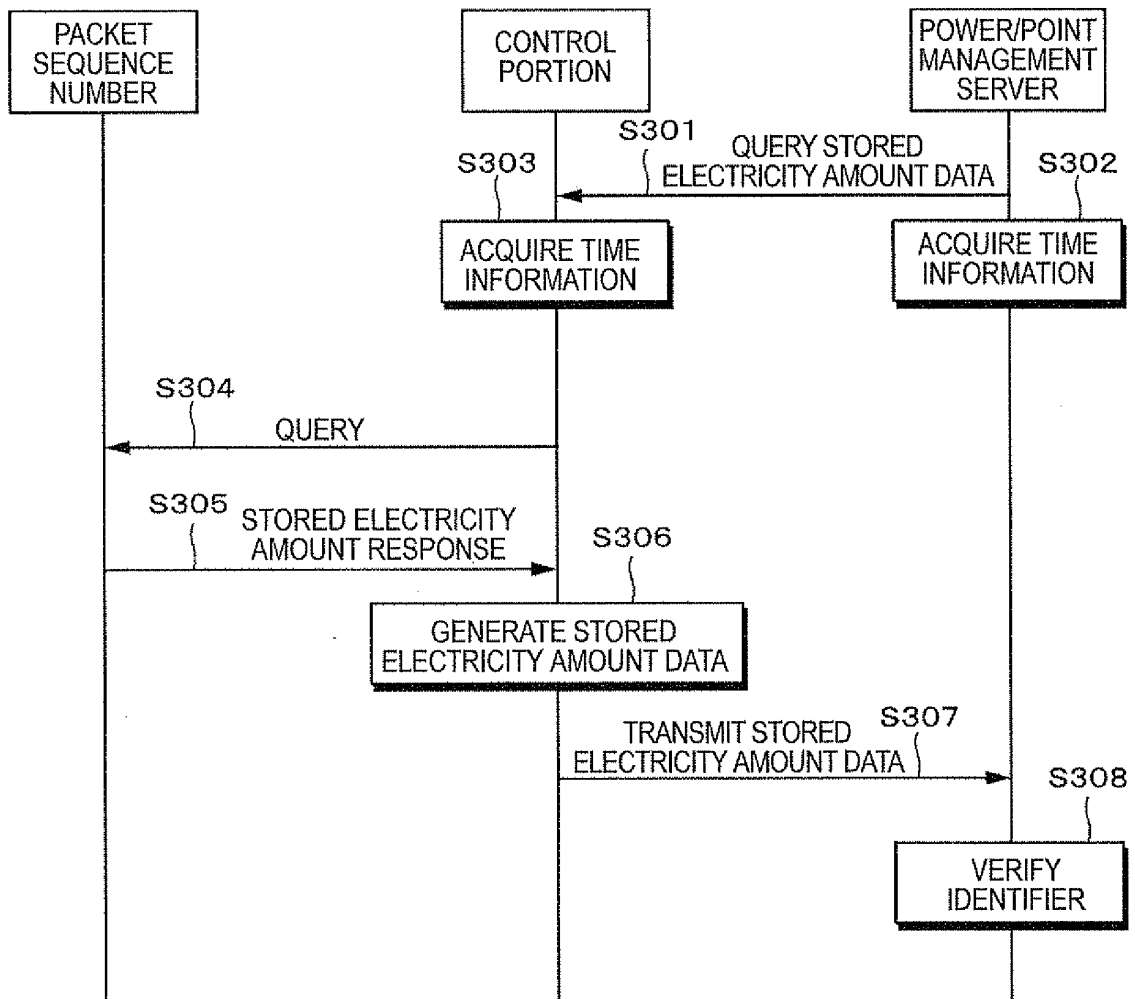 PACKET
SEQUENCE
NUMBER
CONTROL
PORTION
POWER/POINT
MANAGEMENT
SERVER
S301
QUERY STORED
ELECTRICITY AMOUNT DATA
S303
S302
ACQUIRE TIME
INFORMATION
ACQUIRE TIME
INFORMATION
S304
QUERY
S305
STORED ELECTRICITY
AMOUNT RESPONSE
S306
GENERATE STORED
ELECTRICITY AMOUNT DATA
TRANSMIT STORED
ELECTRICITY AMOUNT DATA
S307
S308
VERIFY
IDENTIFIER